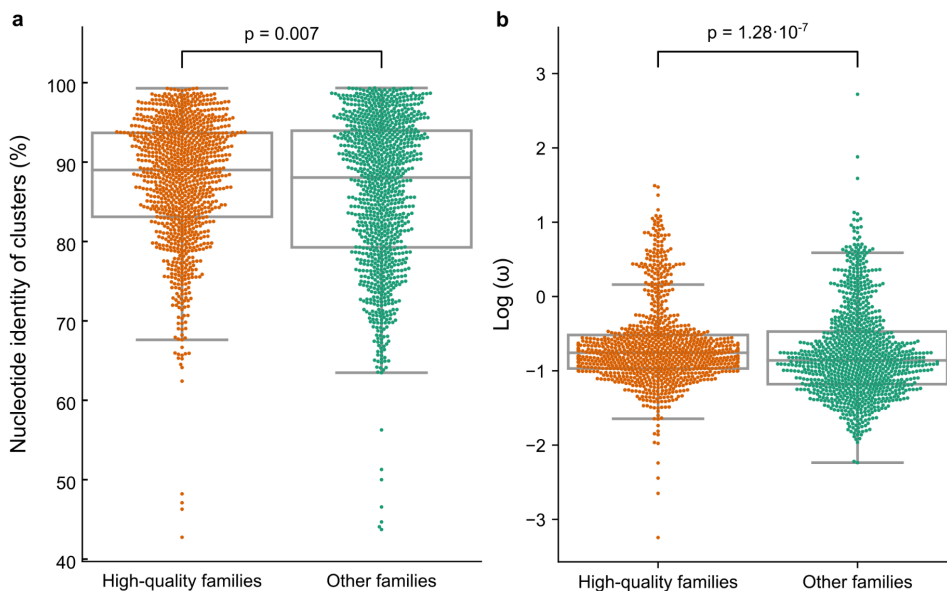 a
p = 0.007
Nucleotide identity of clusters (%)
100
90
80
70
60
50
40
High-quality families
Other families
b
p = 1.28·10-7
Log (ω)
3
2
1
0
−1
−2
−3
High-quality families
Other families